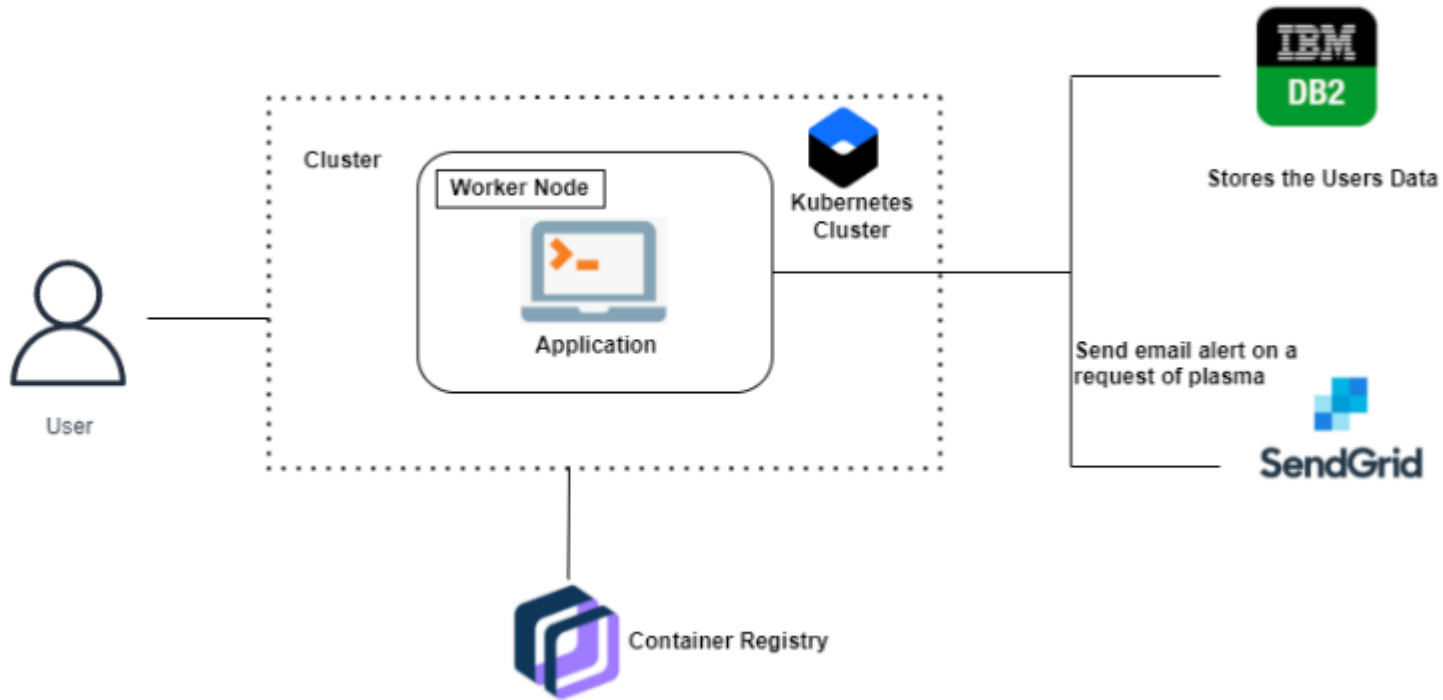 IBM
DB2
Stores the Users Data
Cluster
Worker Node
Application
Kubernetes
Cluster
User
Send email alert on a
request of plasma
SendGrid
Container Registry